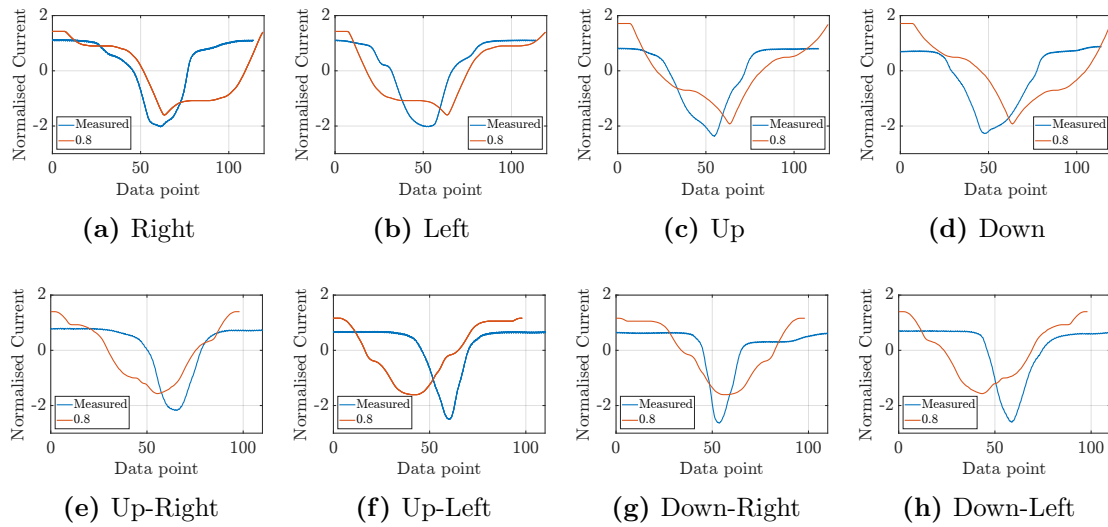 Normalised Current
2
0
-2
Measured
0.8
0
50
100
Data point
(a) Right
Normalised Current
2
0
-2
Measured
0.8
0
50
100
Data point
(b) Left
Normalised Current
2
0
-2
Measured
0.8
0
50
100
Data point
(c) Up
Normalised Current
2
0
-2
Measured
0.8
0
50
100
Data point
(d) Down
Normalised Current
2
0
-2
Measured
0.8
0
50
100
Data point
(e) Up-Right
Normalised Current
2
0
-2
Measured
0.8
0
50
100
Data point
(f) Up-Left
Normalised Current
2
0
-2
Measured
0.8
0
50
100
Data point
(g) Down-Right
Normalised Current
2
0
-2
Measured
0.8
0
50
100
Data point
(h) Down-Left